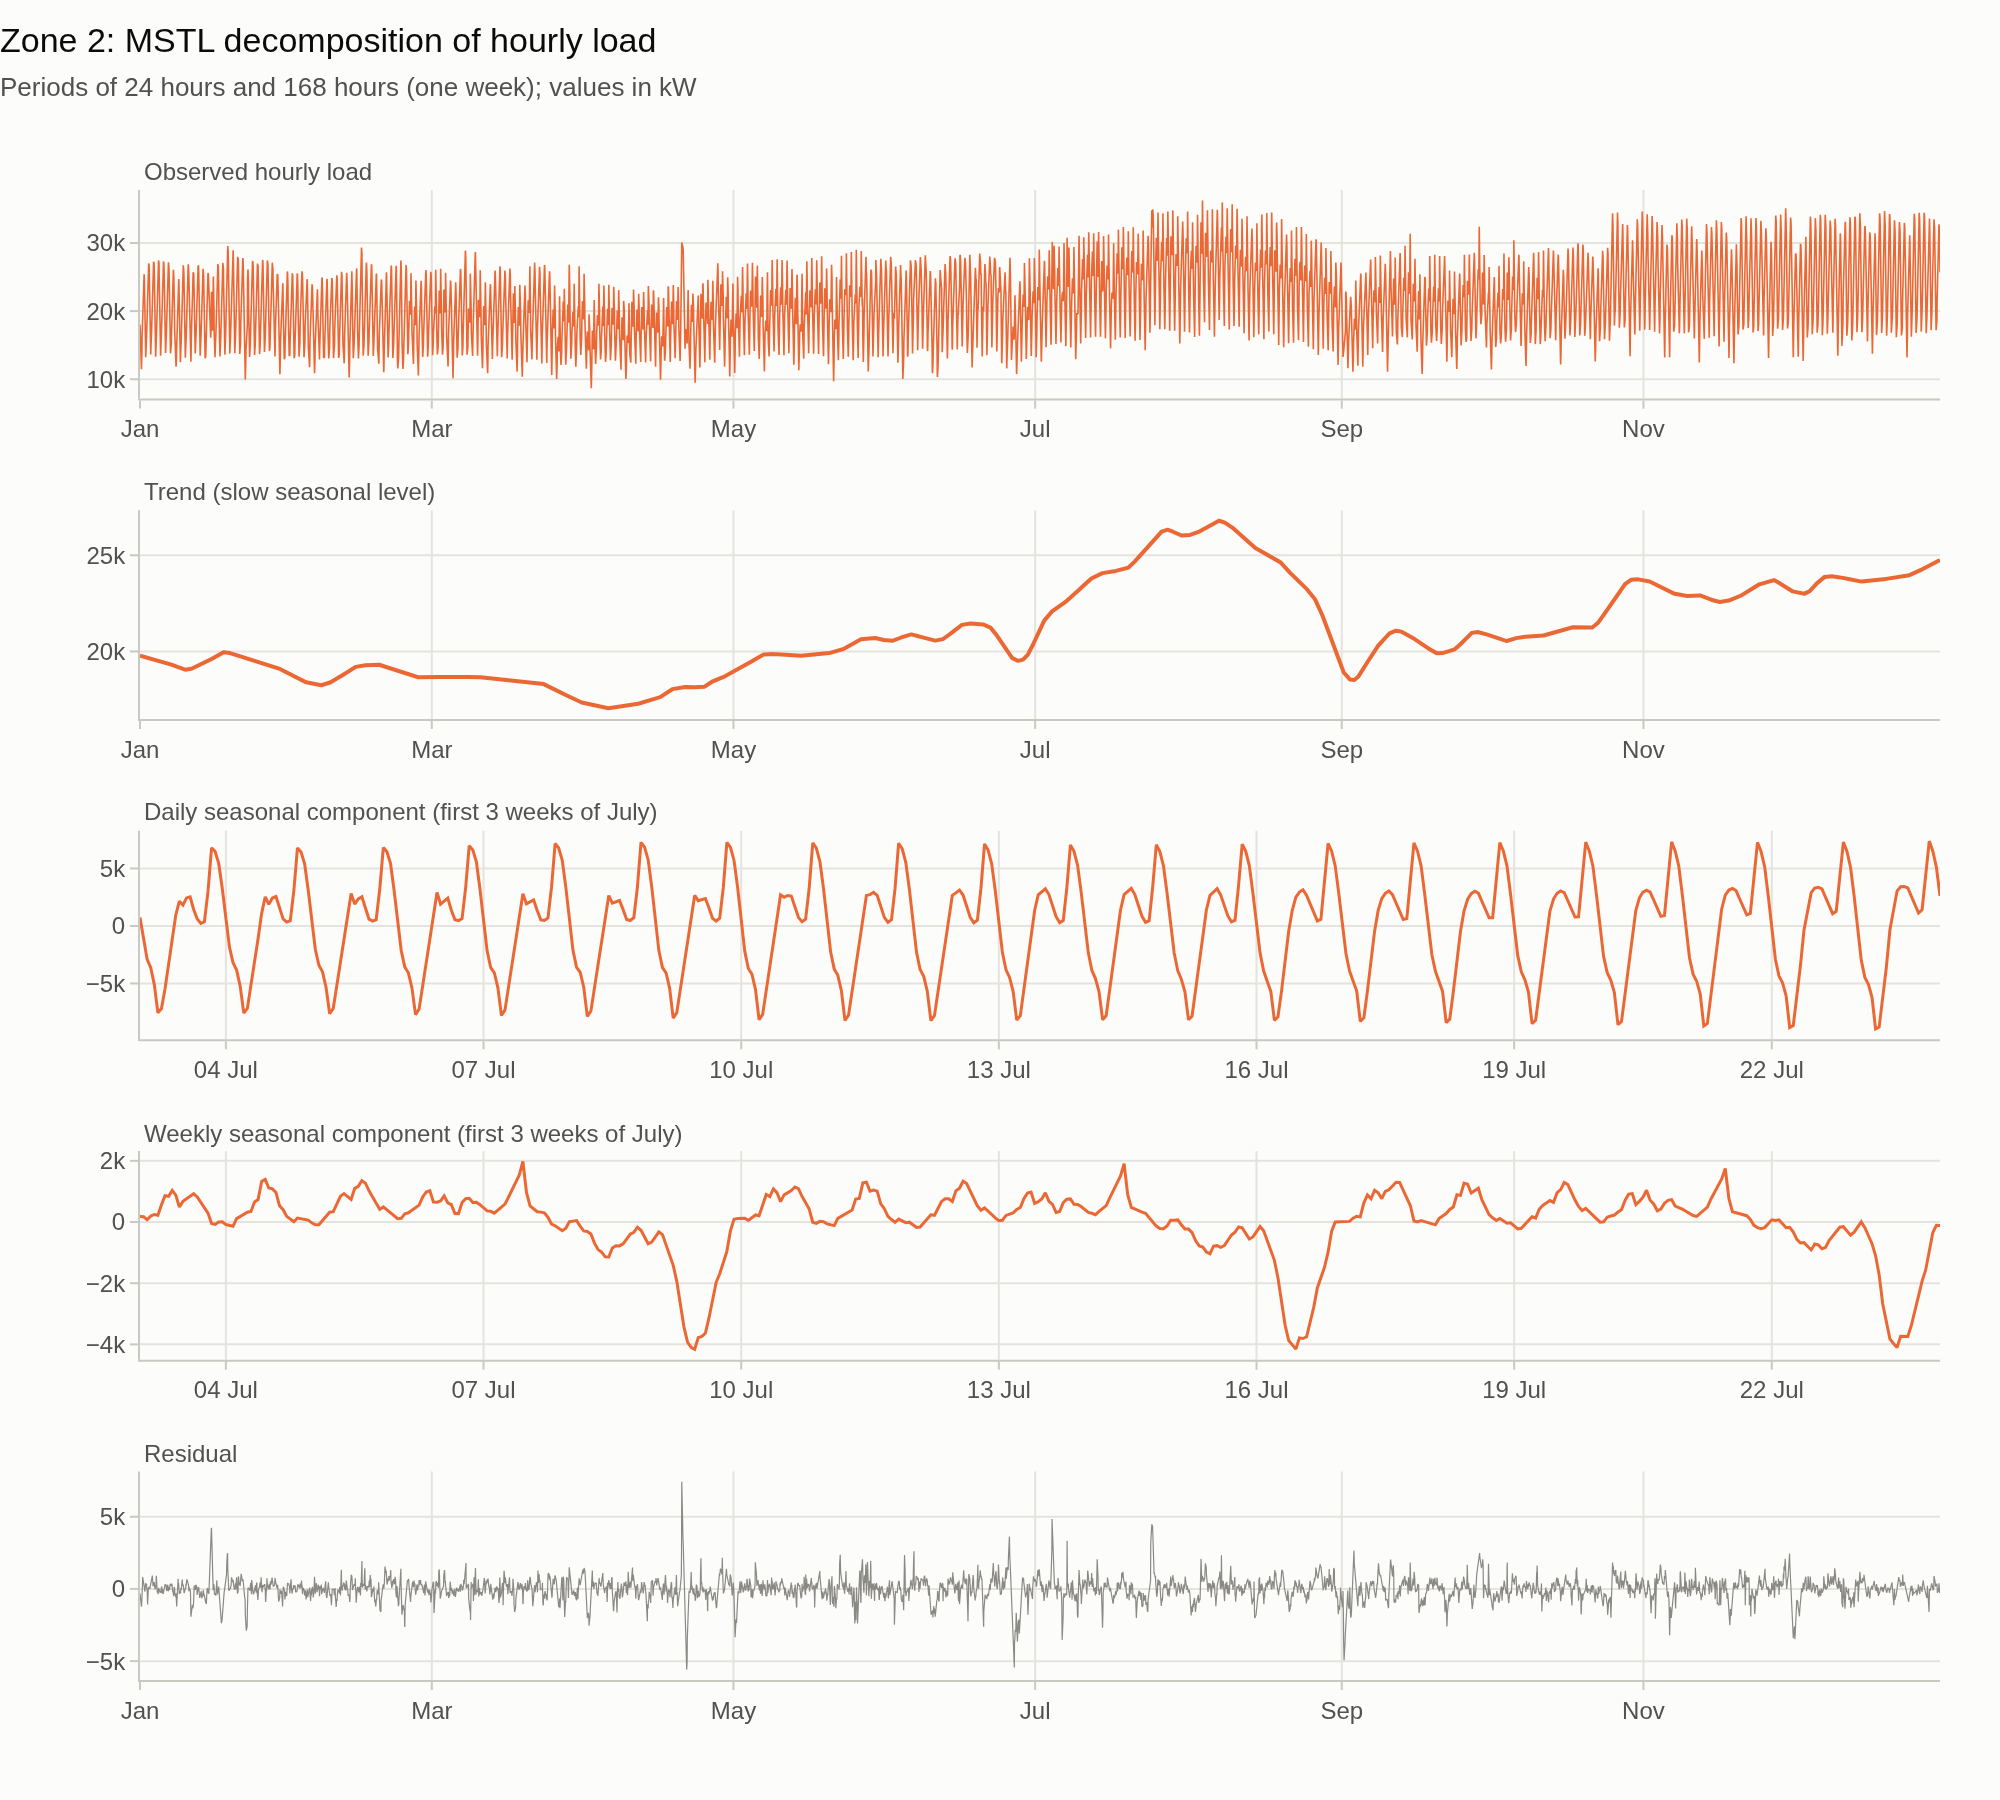 Zone 2: MSTL decomposition of hourly load
Periods of 24 hours and 168 hours (one week); values in kW
Observed hourly load
30k
20k
10k
Jan Mar May Jul Sep Nov
Trend (slow seasonal level)
25k
20k
Jan Mar May Jul Sep Nov
Daily seasonal component (first 3 weeks of July)
5k
0
−5k
04 Jul 07 Jul 10 Jul 13 Jul 16 Jul 19 Jul 22 Jul
Weekly seasonal component (first 3 weeks of July)
2k
0
−2k
−4k
04 Jul 07 Jul 10 Jul 13 Jul 16 Jul 19 Jul 22 Jul
Residual
5k
0
−5k
Jan Mar May Jul Sep Nov